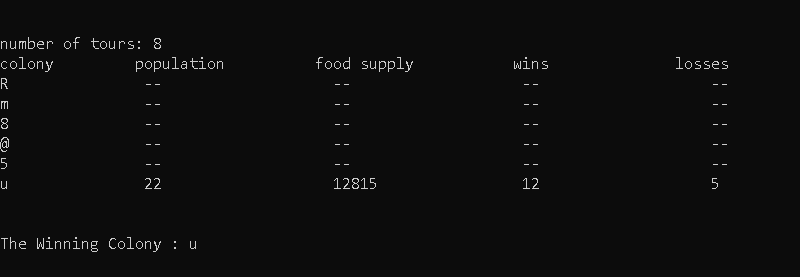 number of tours: 8
colony population food supply wins losses
R -- -- -- --
m -- -- -- --
8 -- -- -- --
@ -- -- -- --
5 -- -- -- --
u 22 12815 12 5
The Winning Colony : u